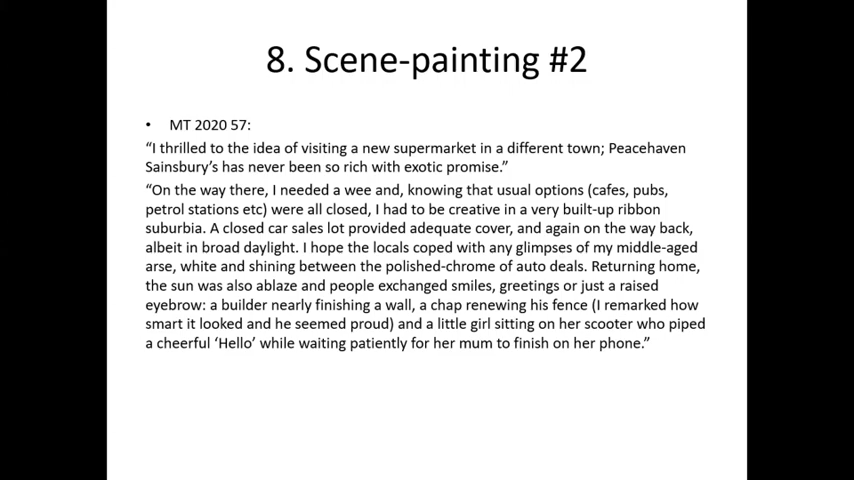 8. Scene-painting #2
• MT 2020 57:
“I thrilled to the idea of visiting a new supermarket in a different town; Peacehaven
Sainsbury’s has never been so rich with exotic promise.”
“On the way there, I needed a wee and, knowing that usual options (cafes, pubs,
petrol stations etc) were all closed, I had to be creative in a very built-up ribbon
suburbia. A closed car sales lot provided adequate cover, and again on the way back,
albeit in broad daylight. I hope the locals coped with any glimpses of my middle-aged
arse, white and shining between the polished-chrome of auto deals. Returning home,
the sun was also ablaze and people exchanged smiles, greetings or just a raised
eyebrow: a builder nearly finishing a wall, a chap renewing his fence (I remarked how
smart it looked and he seemed proud) and a little girl sitting on her scooter who piped
a cheerful ‘Hello’ while waiting patiently for her mum to finish on her phone.”